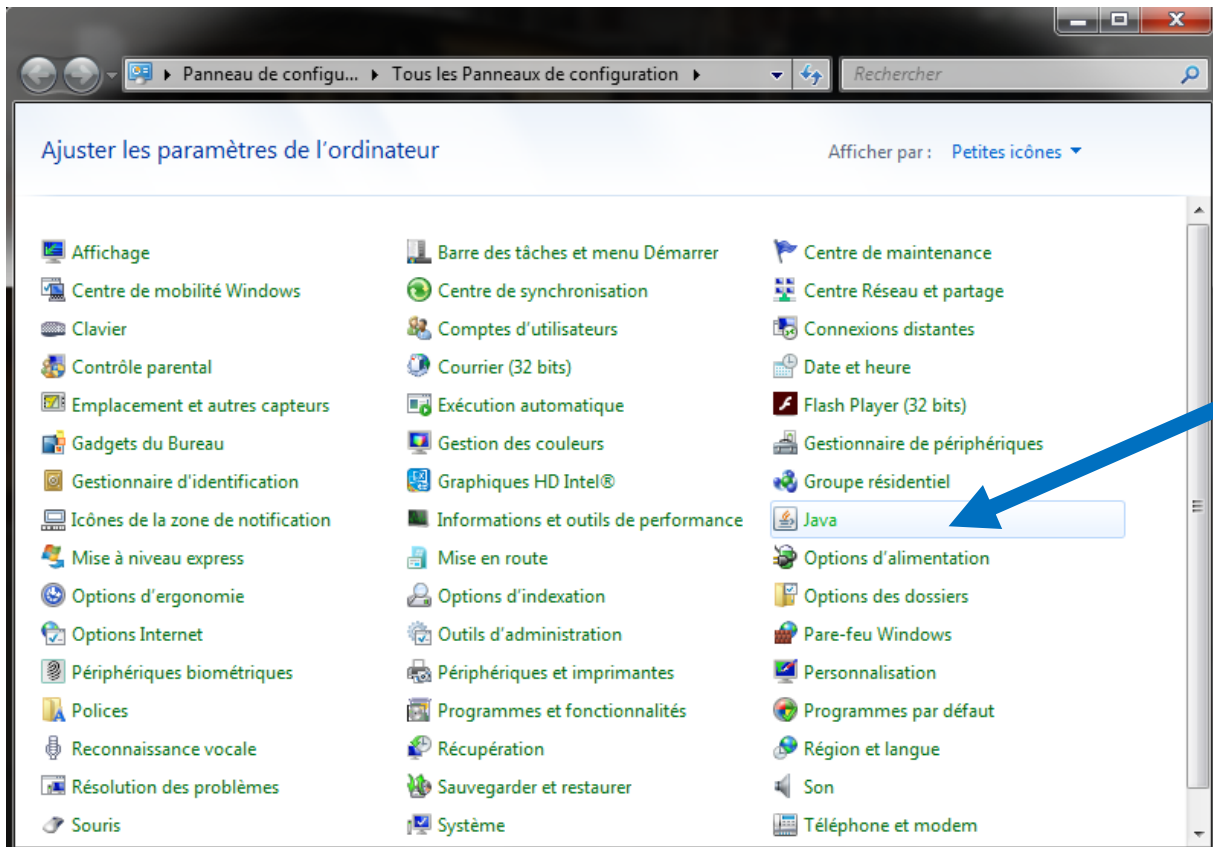 Panneau de configu... Tous les Panneaux de configuration Rechercher
Ajuster les paramètres de l'ordinateur Afficher par : Petites icônes
Affichage Barre des tâches et menu Démarrer Centre de maintenance
Centre de mobilité Windows Centre de synchronisation Centre Réseau et partage
Clavier Comptes d'utilisateurs Connexions distantes
Contrôle parental Courrier (32 bits) Date et heure
Emplacement et autres capteurs Exécution automatique Flash Player (32 bits)
Gadgets du Bureau Gestion des couleurs Gestionnaire de périphériques
Gestionnaire d'identification Graphiques HD Intel® Groupe résidentiel
Icônes de la zone de notification Informations et outils de performance Java
Mise à niveau express Mise en route Options d'alimentation
Options d'ergonomie Options d'indexation Options des dossiers
Options Internet Outils d'administration Pare-feu Windows
Périphériques biométriques Périphériques et imprimantes Personnalisation
Polices Programmes et fonctionnalités Programmes par défaut
Reconnaissance vocale Récupération Région et langue
Résolution des problèmes Sauvegarder et restaurer Son
Souris Système Téléphone et modem